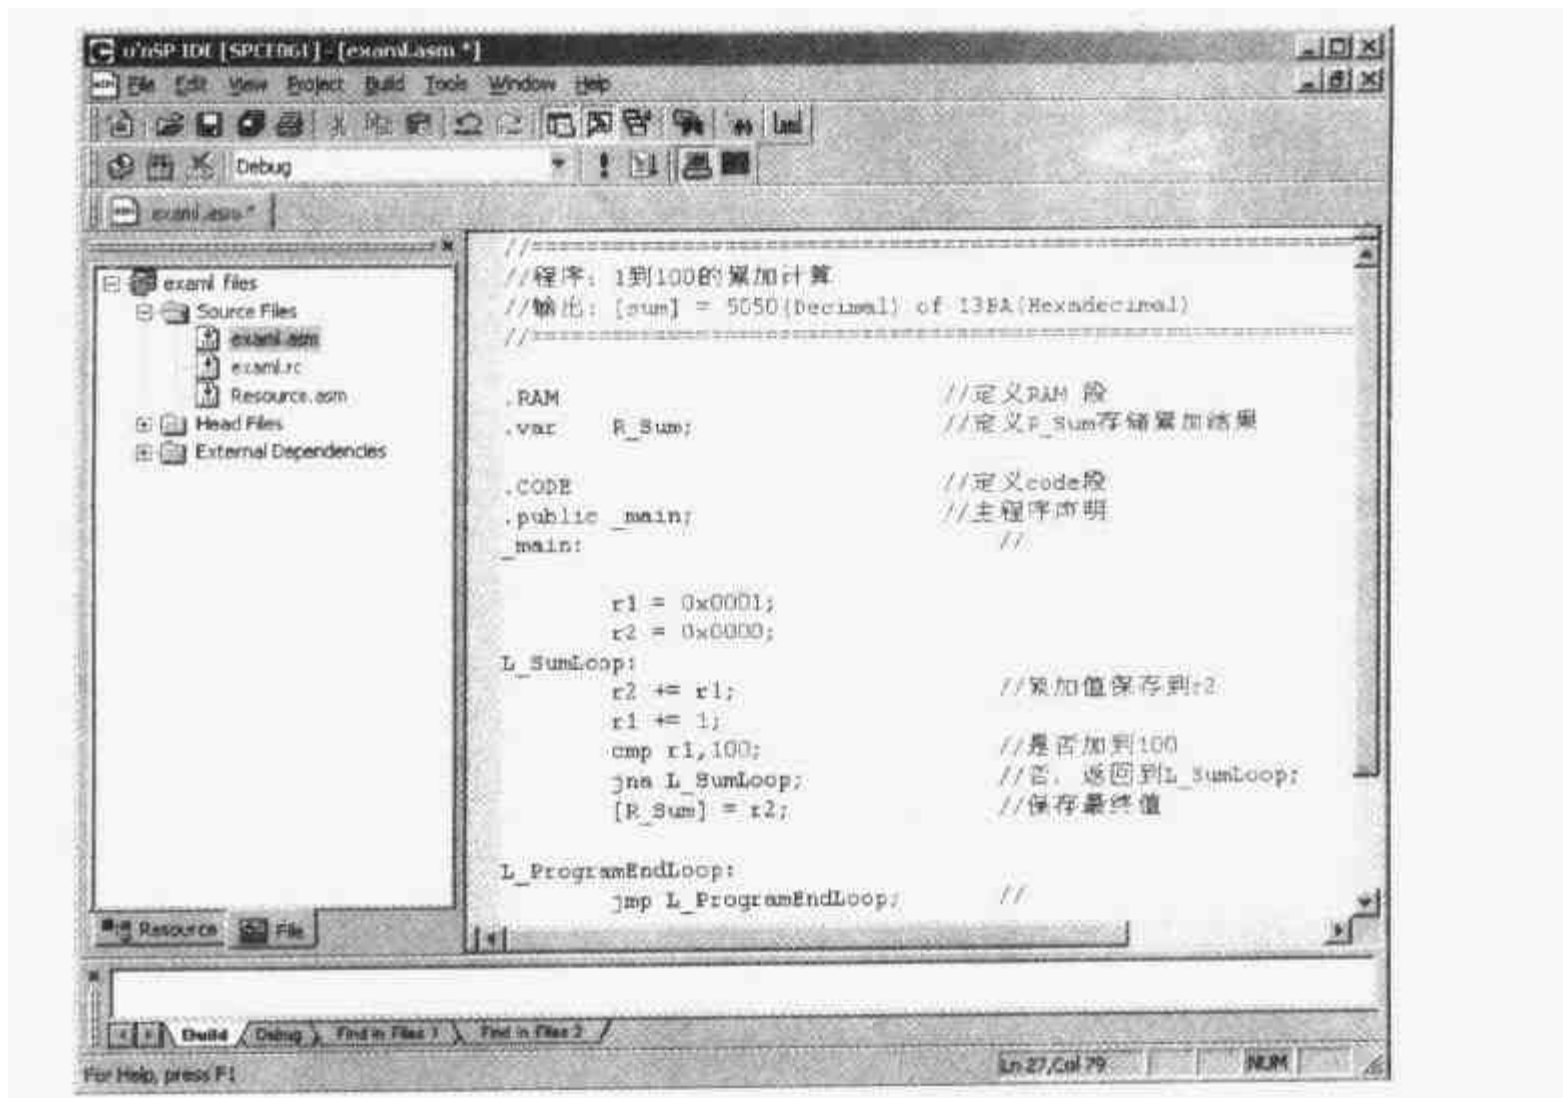 u'nSP IDE [SPCE061] - [exam1.asm *]
File Edit View Project Build Tools Window Help
Debug
exam1.asm *
exam1 files
Source Files
exam1.asm
exam1.rc
Resource.asm
Head Files
External Dependencies
Resource File
//==============================
//程序：1到100的累加计算
//输出：[sum] = 5050(Decimal) of 13BA(Hexadecimal)
//==============================
.RAM //定义RAM 段
.var R_Sum; //定义R_Sum存储累加结果
.CODE //定义code段
.public _main; //主程序声明
_main: //
r1 = 0x0001;
r2 = 0x0000;
L_SumLoop:
r2 += r1; //累加值保存到r2
r1 += 1;
cmp r1,100; //是否加到100
jna L_SumLoop; //否，返回到L_SumLoop;
[R_Sum] = r2; //保存最终值
L_ProgramEndLoop:
jmp L_ProgramEndLoop; //
Build Debug Find in Files 1 Find in Files 2
For Help, press F1 Ln 27,Col 79 NUM